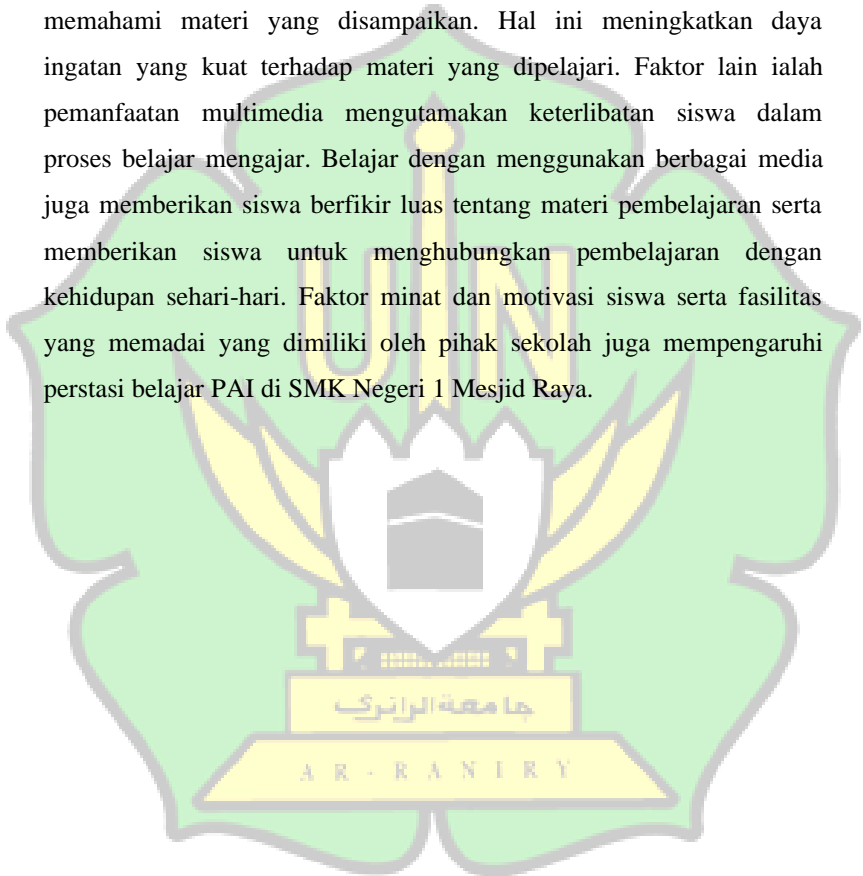 memahami materi yang disampaikan. Hal ini meningkatkan daya
ingatan yang kuat terhadap materi yang dipelajari. Faktor lain ialah
pemanfaatan multimedia mengutamakan keterlibatan siswa dalam
proses belajar mengajar. Belajar dengan menggunakan berbagai media
juga memberikan siswa berfikir luas tentang materi pembelajaran serta
memberikan siswa untuk menghubungkan pembelajaran dengan
kehidupan sehari-hari. Faktor minat dan motivasi siswa serta fasilitas
yang memadai yang dimiliki oleh pihak sekolah juga mempengaruhi
perstasi belajar PAI di SMK Negeri 1 Mesjid Raya.
UIN
جامعة الرانري
AR-RANIRY